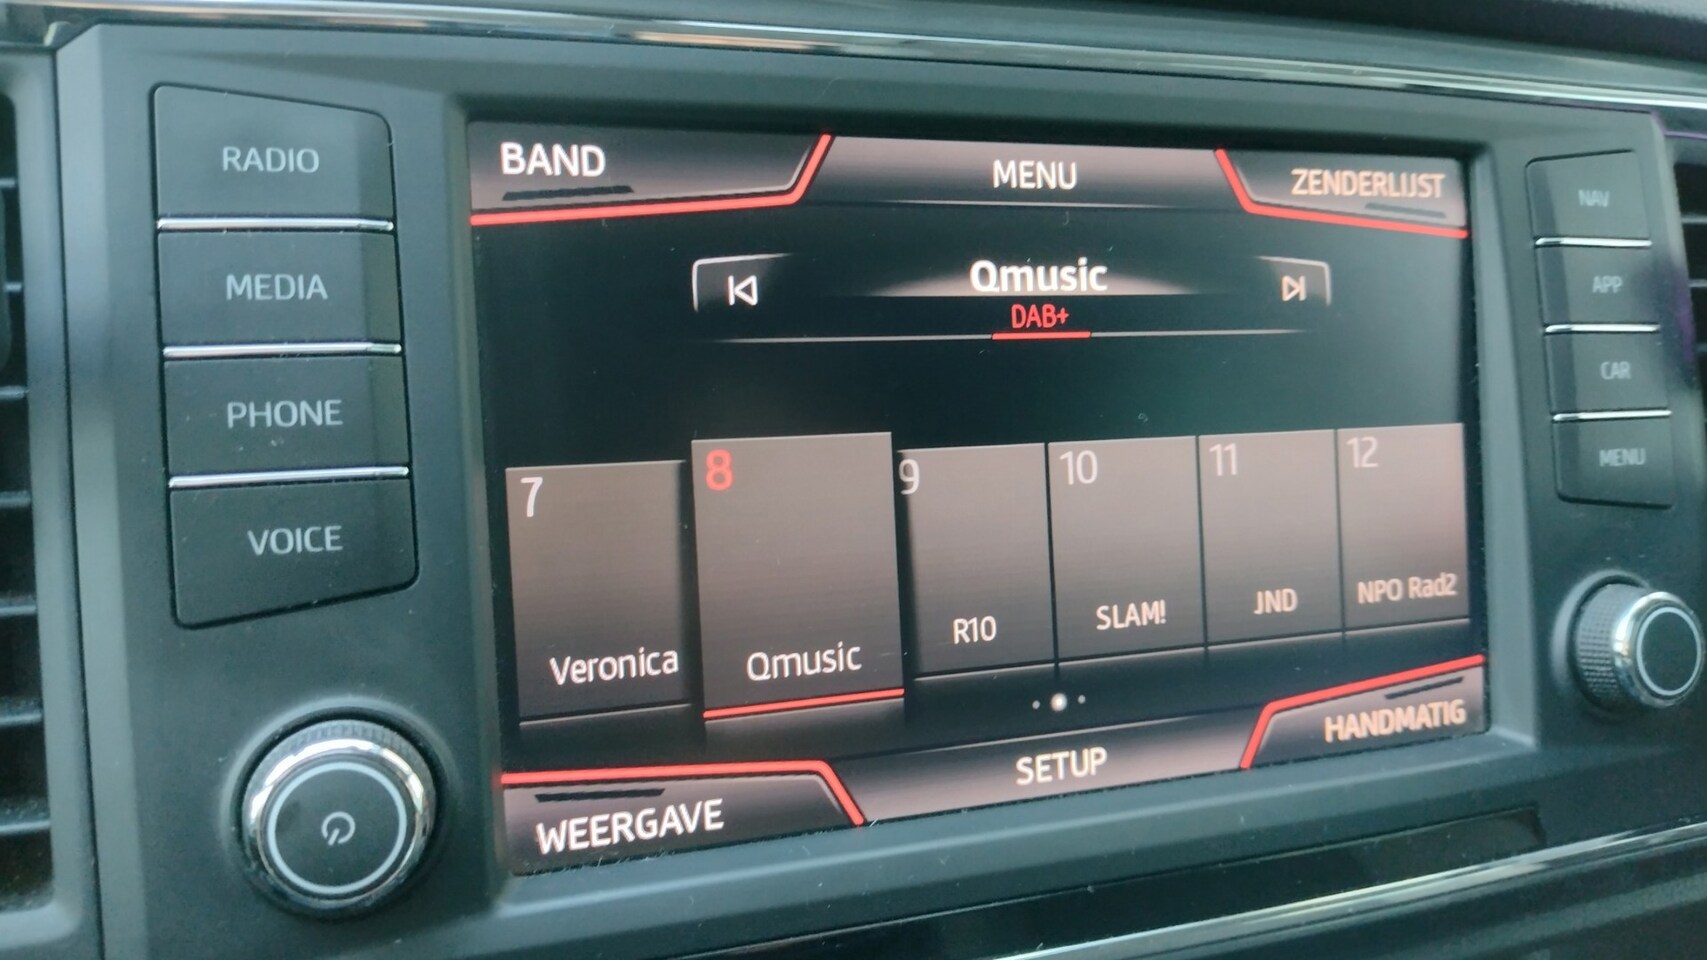 RADIO
MEDIA
PHONE
VOICE
BAND
MENU
ZENDERLIJST
Qmusic
DAB+
7
8
9
10
11
12
Veronica
Qmusic
R10
SLAM!
JND
NPO Rad2
WEERGAVE
SETUP
HANDMATIG
NAV
APP
CAR
MENU